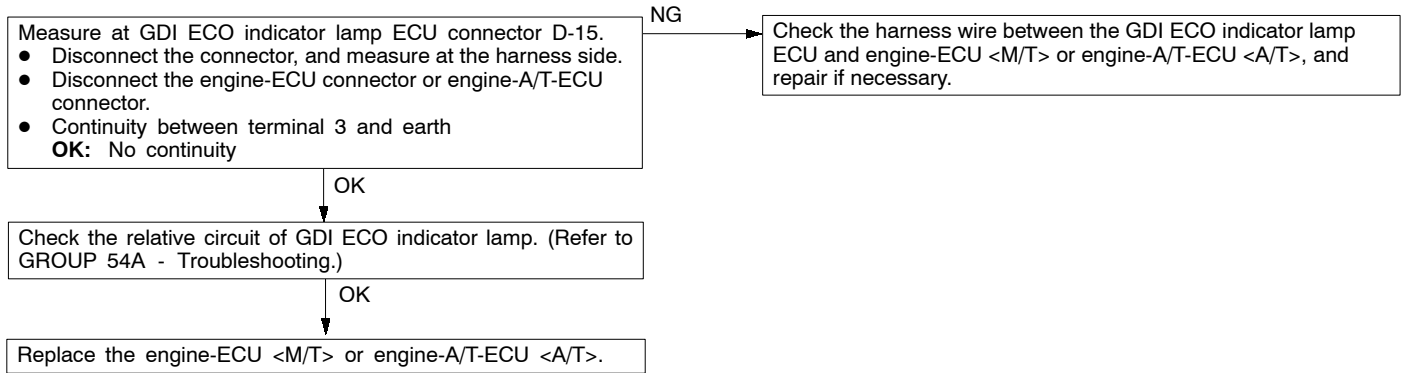 Measure at GDI ECO indicator lamp ECU connector D-15.
● Disconnect the connector, and measure at the harness side.
● Disconnect the engine-ECU connector or engine-A/T-ECU
connector.
● Continuity between terminal 3 and earth
OK: No continuity
NG
Check the harness wire between the GDI ECO indicator lamp
ECU and engine-ECU <M/T> or engine-A/T-ECU <A/T>, and
repair if necessary.
OK
Check the relative circuit of GDI ECO indicator lamp. (Refer to
GROUP 54A - Troubleshooting.)
OK
Replace the engine-ECU <M/T> or engine-A/T-ECU <A/T>.